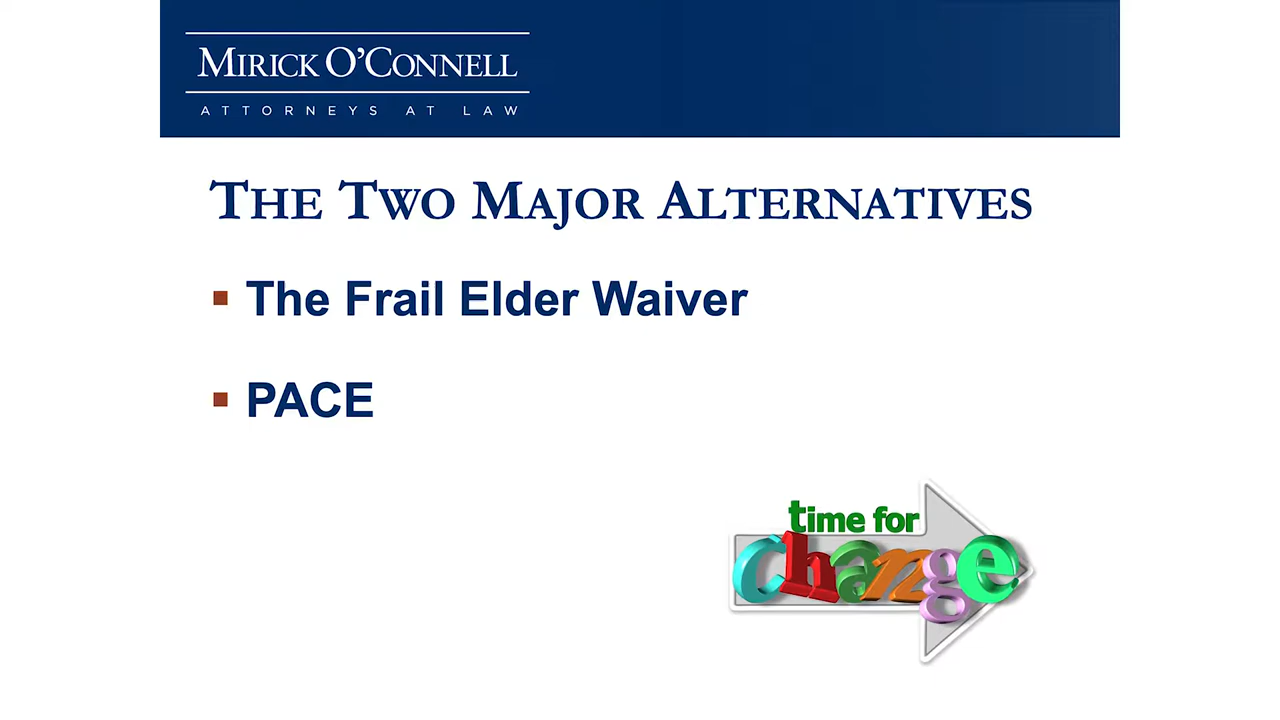 MIRICK O'CONNELL
ATTORNEYS AT LAW
THE TWO MAJOR ALTERNATIVES
▪ The Frail Elder Waiver
▪ PACE
time for
change